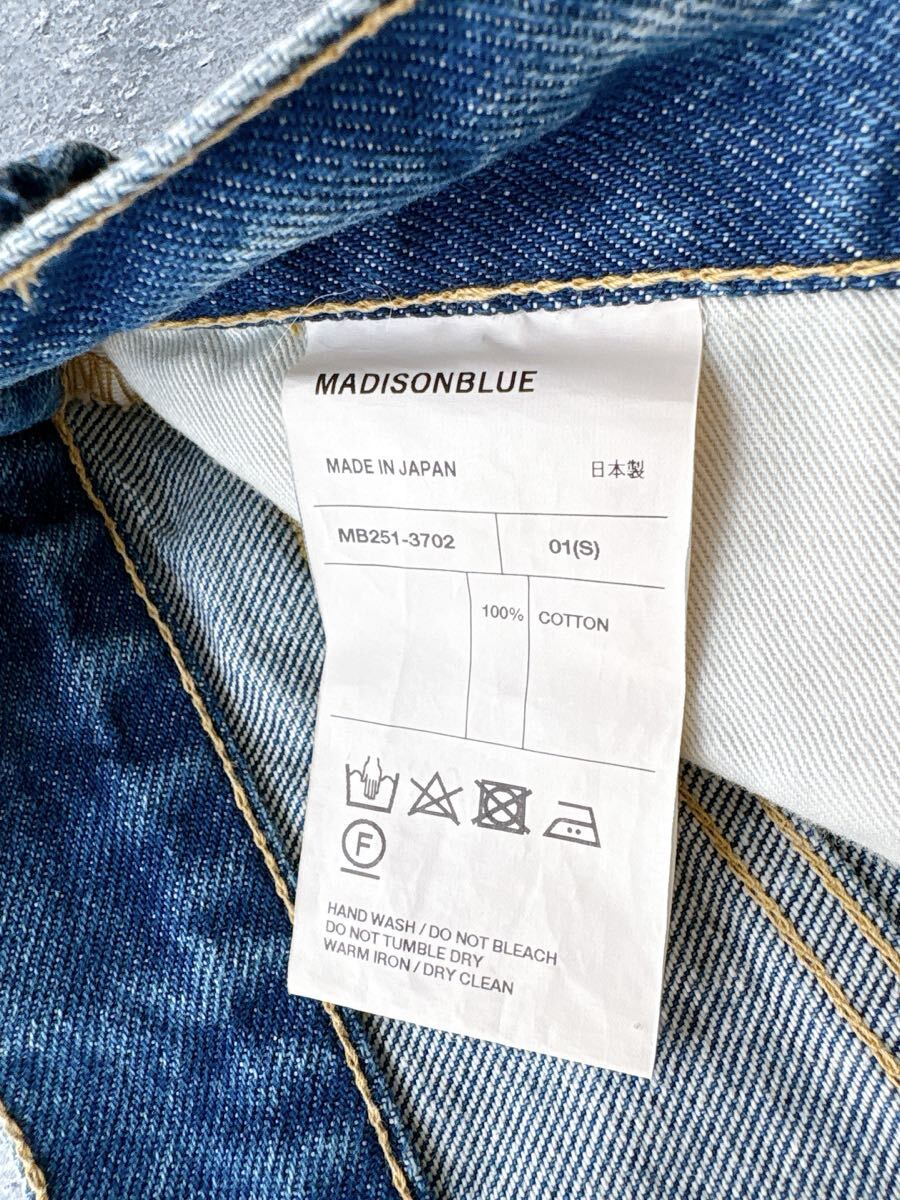 MADISONBLUE
MADE IN JAPAN 日本製
MB251-3702 01(S)
100% COTTON
F
HAND WASH / DO NOT BLEACH
DO NOT TUMBLE DRY
WARM IRON / DRY CLEAN